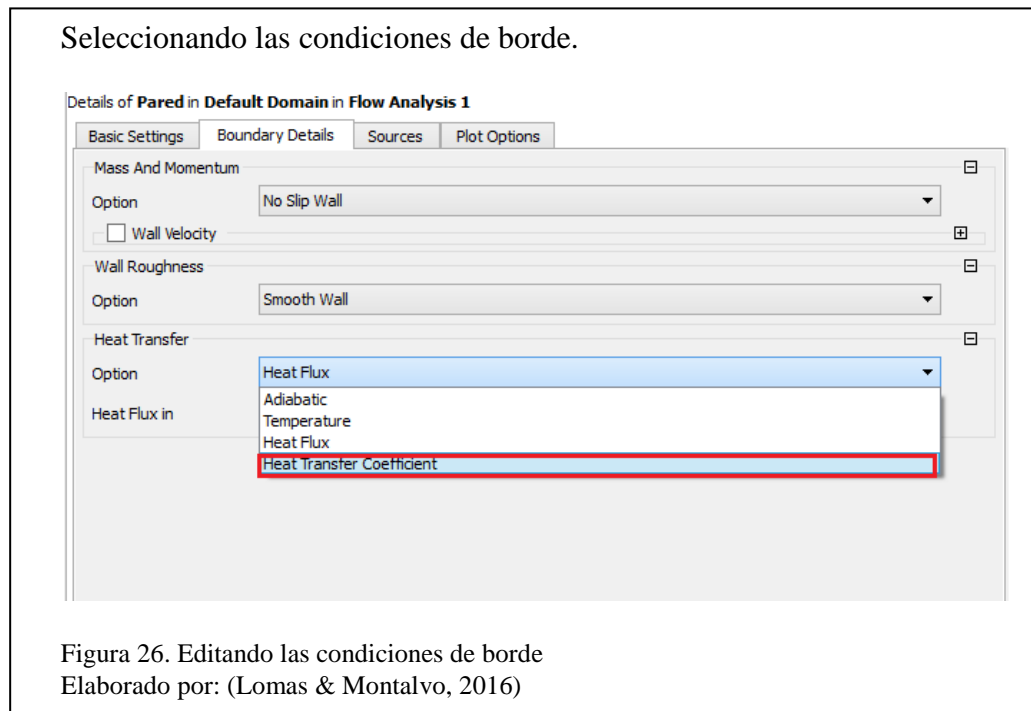 Seleccionando las condiciones de borde.
Details of Pared in Default Domain in Flow Analysis 1
Basic Settings Boundary Details Sources Plot Options
Mass And Momentum
Option No Slip Wall
Wall Velocity
Wall Roughness
Option Smooth Wall
Heat Transfer
Option Heat Flux
Heat Flux in
Adiabatic
Temperature
Heat Flux
Heat Transfer Coefficient
Figura 26. Editando las condiciones de borde
Elaborado por: (Lomas & Montalvo, 2016)